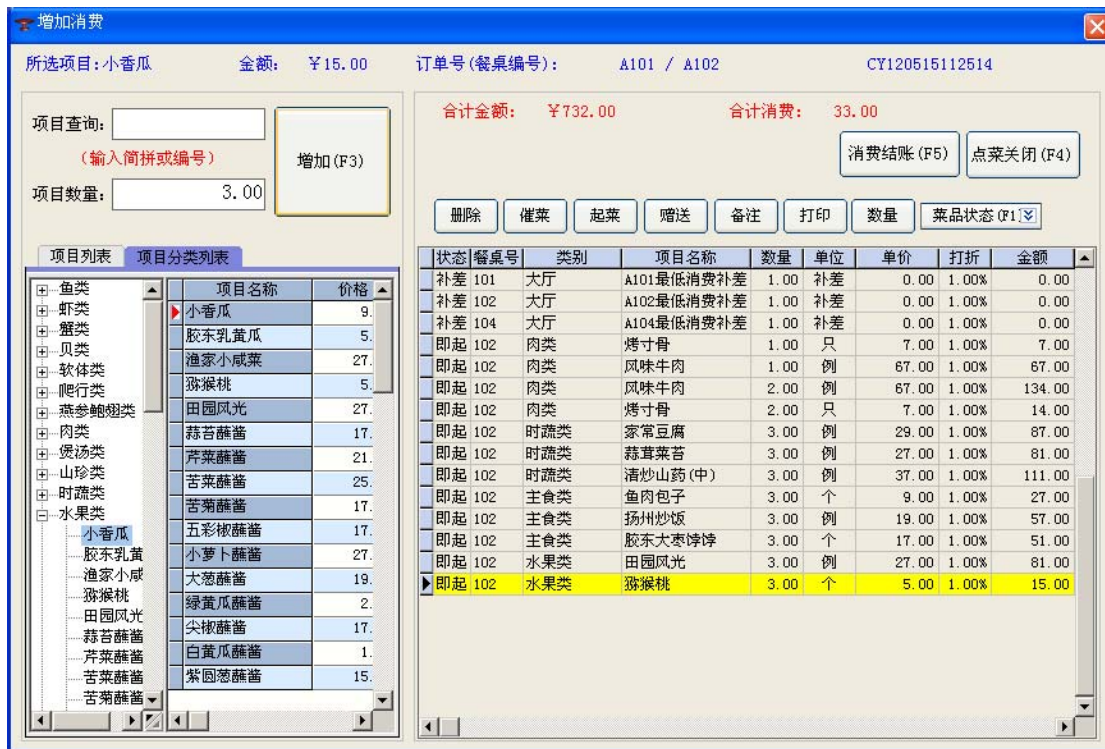 增加消费
所选项目:小香瓜 金额: ￥15.00 订单号(餐桌编号): A101 / A102 CY120515112514
项目查询:
(输入简拼或编号)
项目数量: 3.00
增加(F3)
合计金额: ￥732.00 合计消费: 33.00
消费结账(F5) 点菜关闭(F4)
删除 催菜 起菜 赠送 备注 打印 数量 菜品状态(F1)
项目列表 项目分类列表
鱼类
虾类
蟹类
贝类
软体类
爬行类
燕参鲍翅类
肉类
煲汤类
山珍类
时蔬类
水果类
小香瓜
胶东乳黄
渔家小咸
猕猴桃
田园风光
蒜苔蘸酱
芹菜蘸酱
苦菜蘸酱
苦菊蘸酱
项目名称 价格
小香瓜 9.
胶东乳黄瓜 5.
渔家小咸菜 27.
猕猴桃 5.
田园风光 27.
蒜苔蘸酱 17.
芹菜蘸酱 21.
苦菜蘸酱 25.
苦菊蘸酱 17.
五彩椒蘸酱 17.
小萝卜蘸酱 27.
大葱蘸酱 19.
绿黄瓜蘸酱 2.
尖椒蘸酱 17.
白黄瓜蘸酱 1.
紫圆葱蘸酱 15.
状态 餐桌号 类别 项目名称 数量 单位 单价 打折 金额
补差 101 大厅 A101最低消费补差 1.00 补差 0.00 1.00% 0.00
补差 102 大厅 A102最低消费补差 1.00 补差 0.00 1.00% 0.00
补差 104 大厅 A104最低消费补差 1.00 补差 0.00 1.00% 0.00
即起 102 肉类 烤寸骨 1.00 只 7.00 1.00% 7.00
即起 102 肉类 风味牛肉 1.00 例 67.00 1.00% 67.00
即起 102 肉类 风味牛肉 2.00 例 67.00 1.00% 134.00
即起 102 肉类 烤寸骨 2.00 只 7.00 1.00% 14.00
即起 102 时蔬类 家常豆腐 3.00 例 29.00 1.00% 87.00
即起 102 时蔬类 蒜茸菜苔 3.00 例 27.00 1.00% 81.00
即起 102 时蔬类 清炒山药(中) 3.00 例 37.00 1.00% 111.00
即起 102 主食类 鱼肉包子 3.00 个 9.00 1.00% 27.00
即起 102 主食类 扬州炒饭 3.00 例 19.00 1.00% 57.00
即起 102 主食类 胶东大枣饽饽 3.00 个 17.00 1.00% 51.00
即起 102 水果类 田园风光 3.00 例 27.00 1.00% 81.00
即起 102 水果类 猕猴桃 3.00 个 5.00 1.00% 15.00